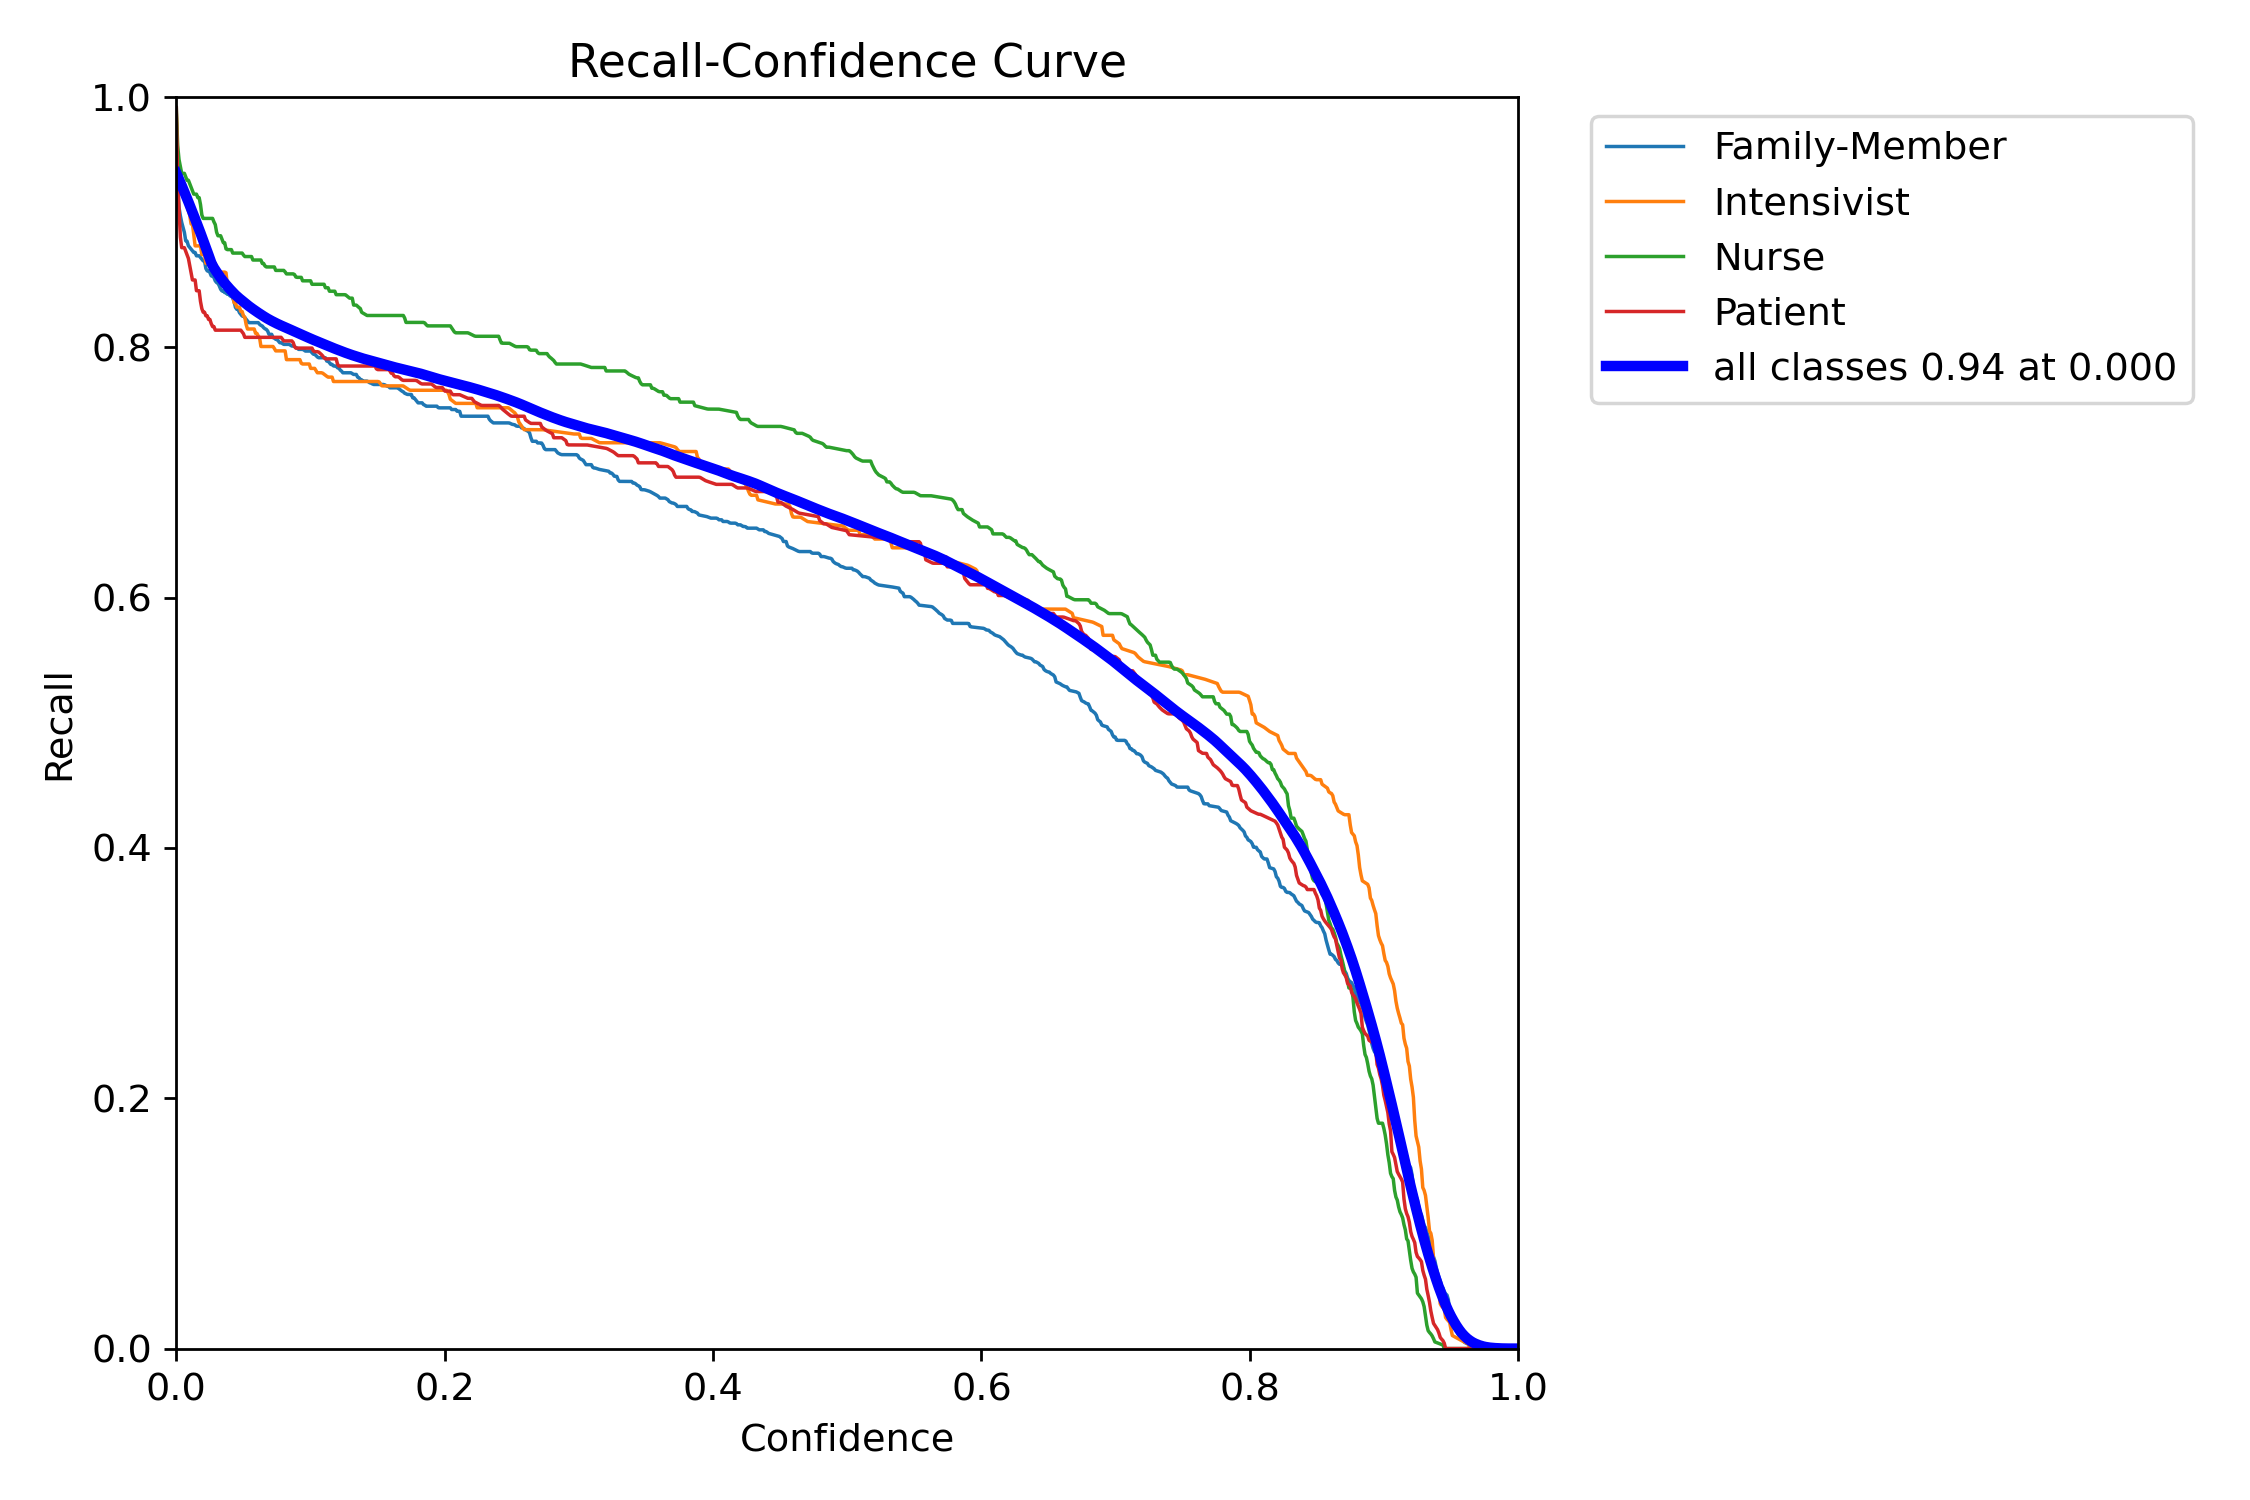 Recall-Confidence Curve
1.0
0.8
0.6
0.4
0.2
0.0
Recall
0.0 0.2 0.4 0.6 0.8 1.0
Confidence
Family-Member
Intensivist
Nurse
Patient
all classes 0.94 at 0.000